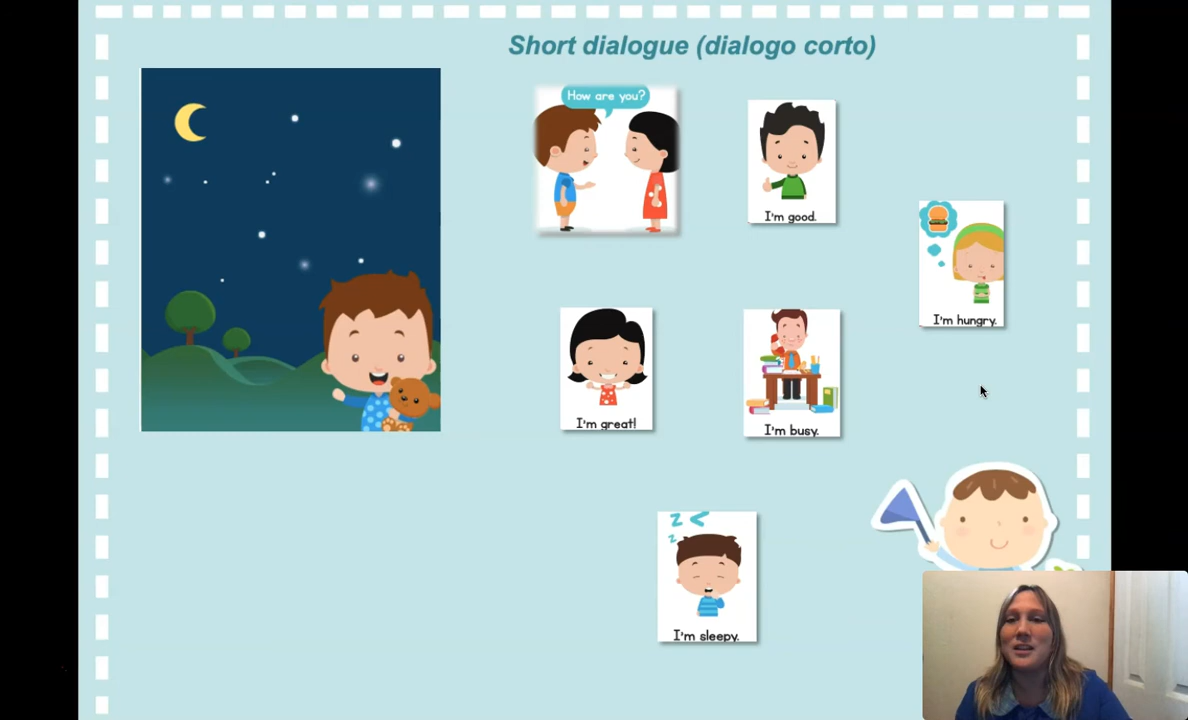 Short dialogue (dialogo corto)
How are you?
I'm good.
I'm hungry.
I'm great!
I'm busy.
z z
I'm sleepy.